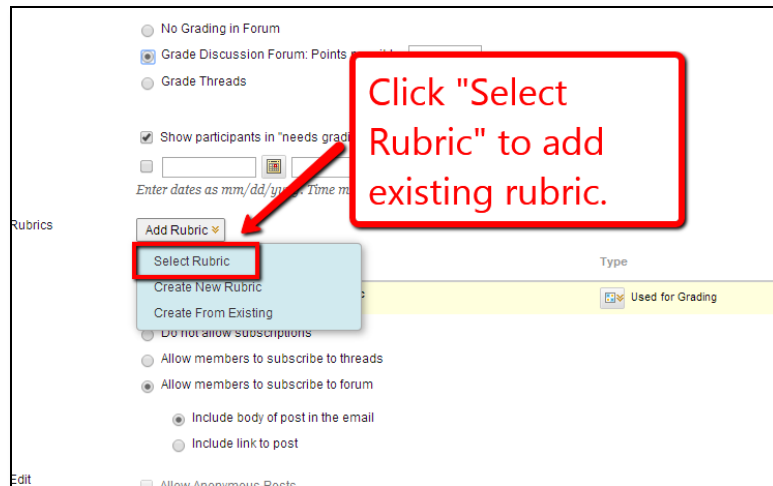 No Grading in Forum
Grade Discussion Forum: Points
Grade Threads
Click "Select
Rubric" to add
existing rubric.
Show participants in "needs
Enter dates as mm/dd/yyyy. Time
Rubrics
Add Rubric
Select Rubric
Type
Create New Rubric
Used for Grading
Create From Existing
Do not allow subscriptions
Allow members to subscribe to threads
Allow members to subscribe to forum
Include body of post in the email
Include link to post
Edit
Allow Anonymous Posts